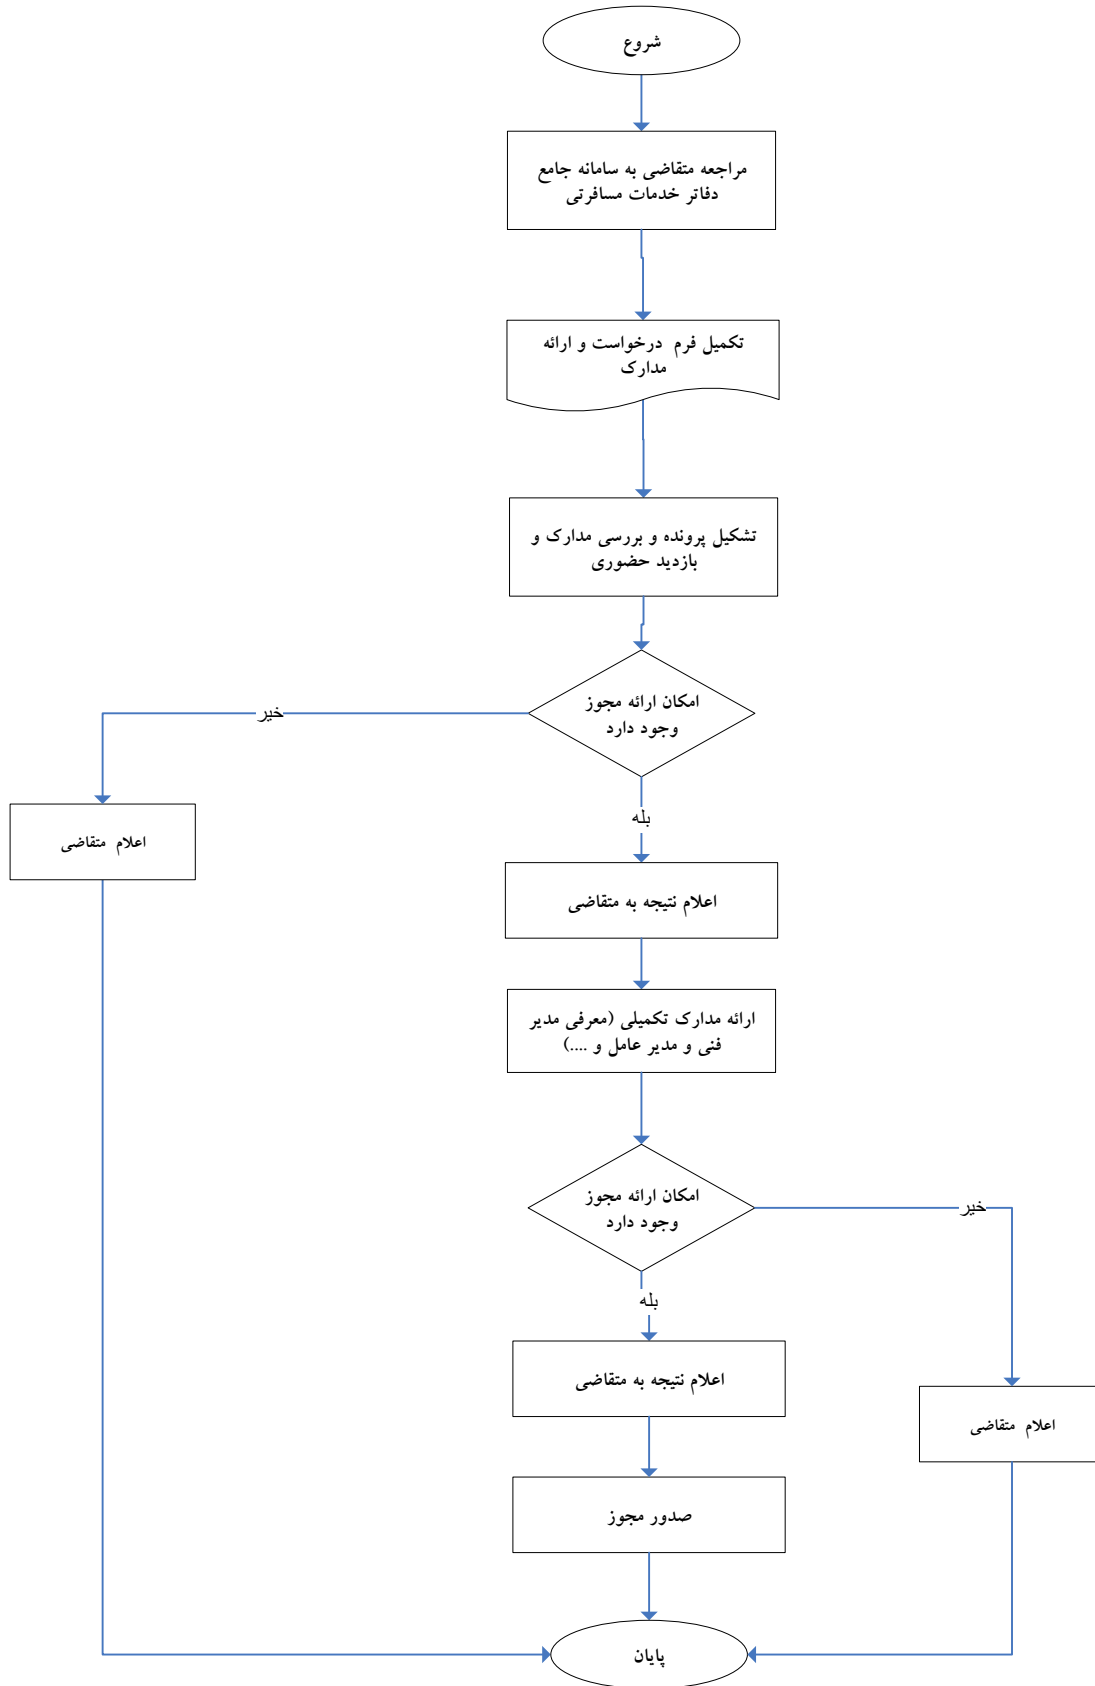 شروع
مراجعه متقاضی به سامانه جامع
دفاتر خدمات مسافرتی
تکمیل فرم درخواست و ارائه
مدارک
تشکیل پرونده و بررسی مدارک و
بازدید حضوری
امکان ارائه مجوز
وجود دارد
خیر
بله
اعلام متقاضی
اعلام نتیجه به متقاضی
ارائه مدارک تکمیلی (معرفی مدیر
فنی و مدیر عامل و ....)
امکان ارائه مجوز
وجود دارد
خیر
بله
اعلام نتیجه به متقاضی
اعلام متقاضی
صدور مجوز
پایان